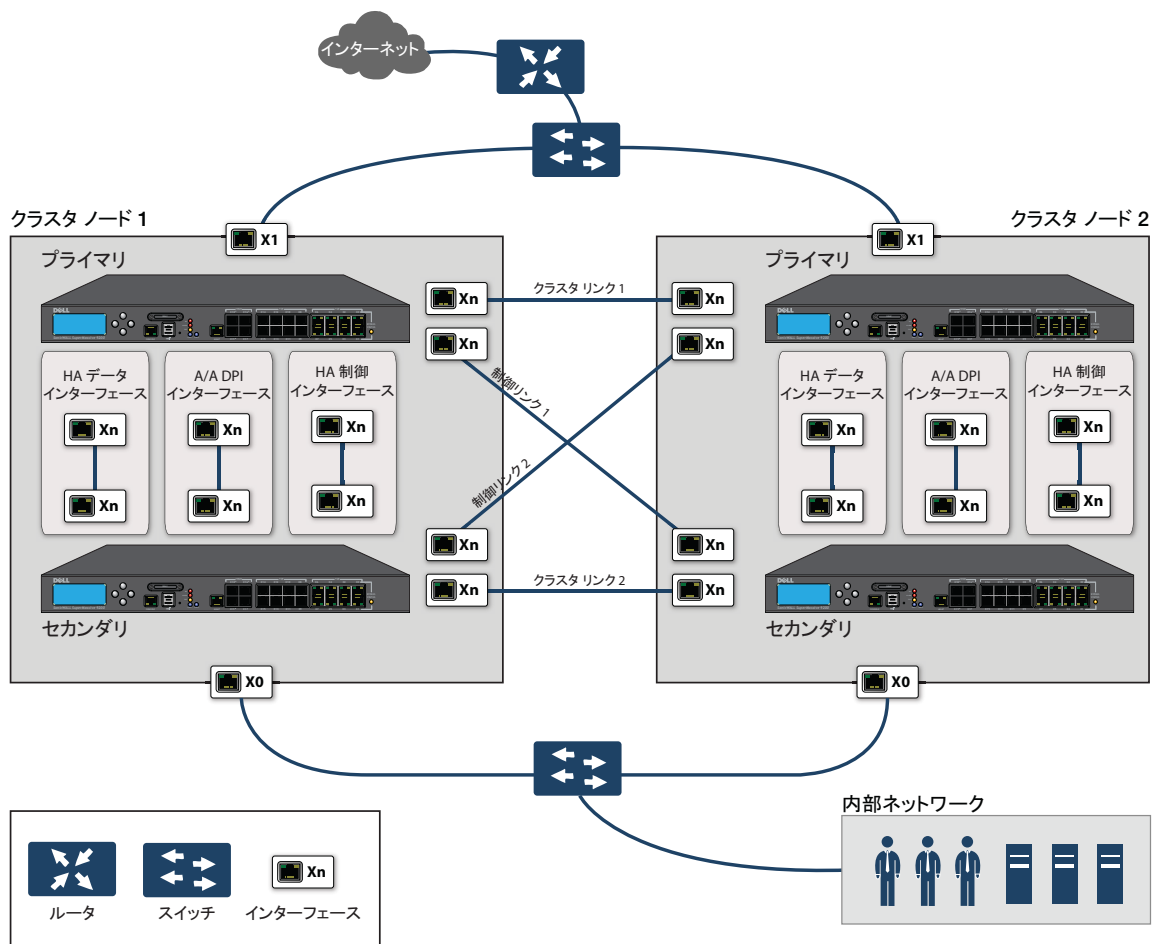 インターネット
クラスタ ノード 1
クラスタ ノード 2
X1
X1
プライマリ
プライマリ
DELL
DELL
Xn
クラスタ リンク 1
Xn
Xn
Xn
HA データ
インターフェース
A/A DPI
インターフェース
HA 制御
インターフェース
制御リンク 1
HA データ
インターフェース
A/A DPI
インターフェース
HA 制御
インターフェース
Xn
Xn
Xn
Xn
Xn
Xn
制御リンク 2
Xn
Xn
Xn
Xn
Xn
Xn
Xn
Xn
DELL
DELL
Xn
クラスタ リンク 2
Xn
セカンダリ
セカンダリ
X0
X0
内部ネットワーク
Xn
ルータ
スイッチ
インターフェース